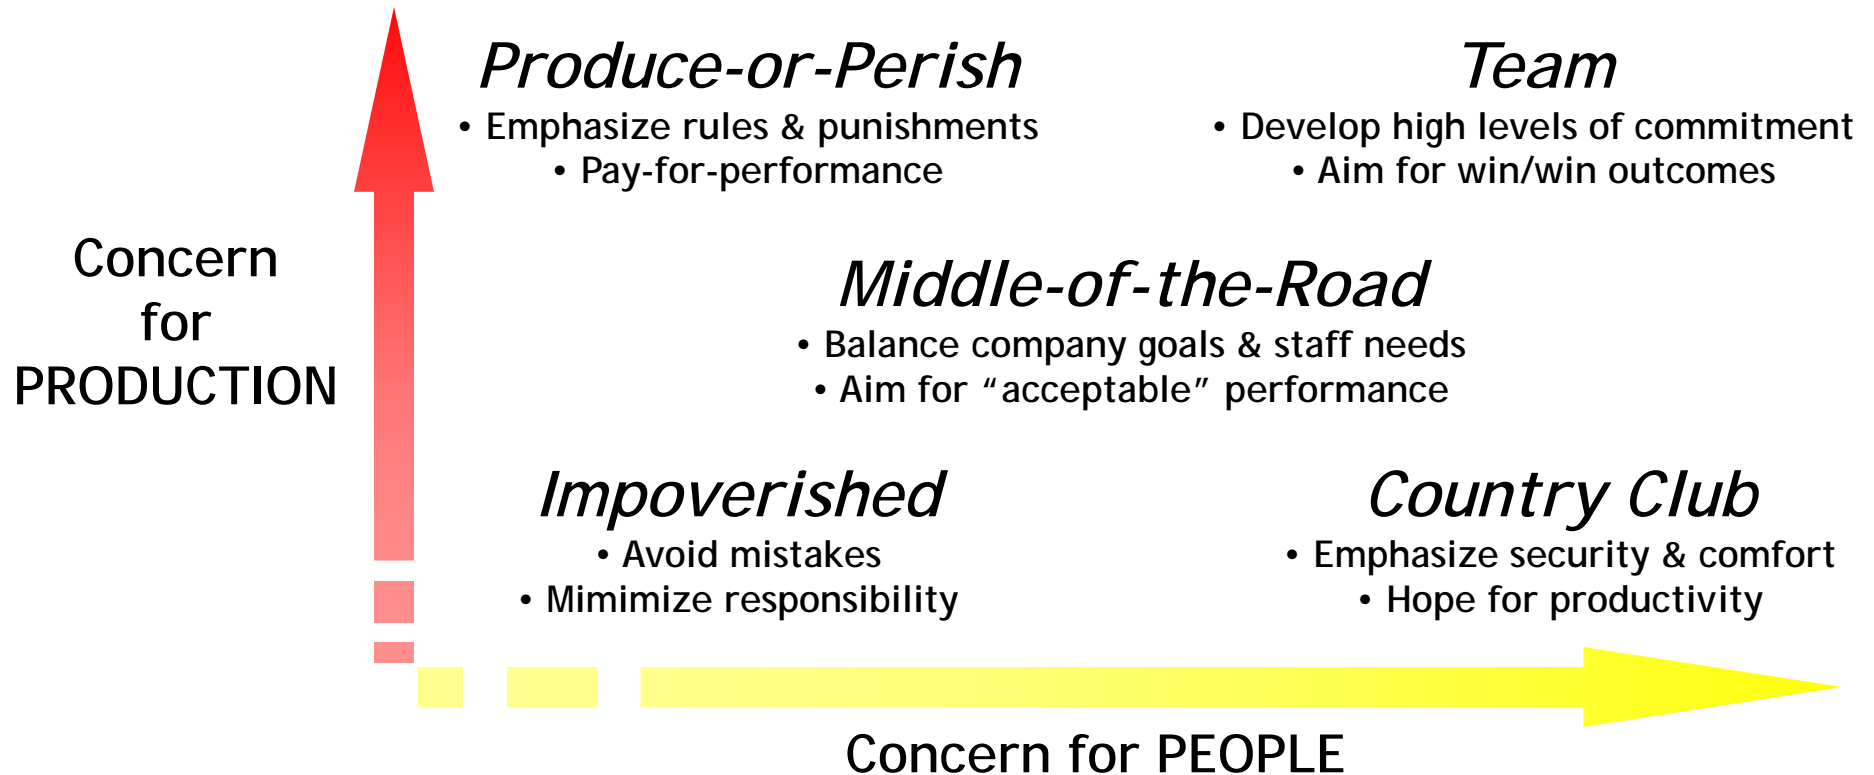 Produce-or-Perish
• Emphasize rules & punishments
• Pay-for-performance
Team
• Develop high levels of commitment
• Aim for win/win outcomes
Concern
for
PRODUCTION
Middle-of-the-Road
• Balance company goals & staff needs
• Aim for “acceptable” performance
Impoverished
• Avoid mistakes
• Mimimize responsibility
Country Club
• Emphasize security & comfort
• Hope for productivity
Concern for PEOPLE